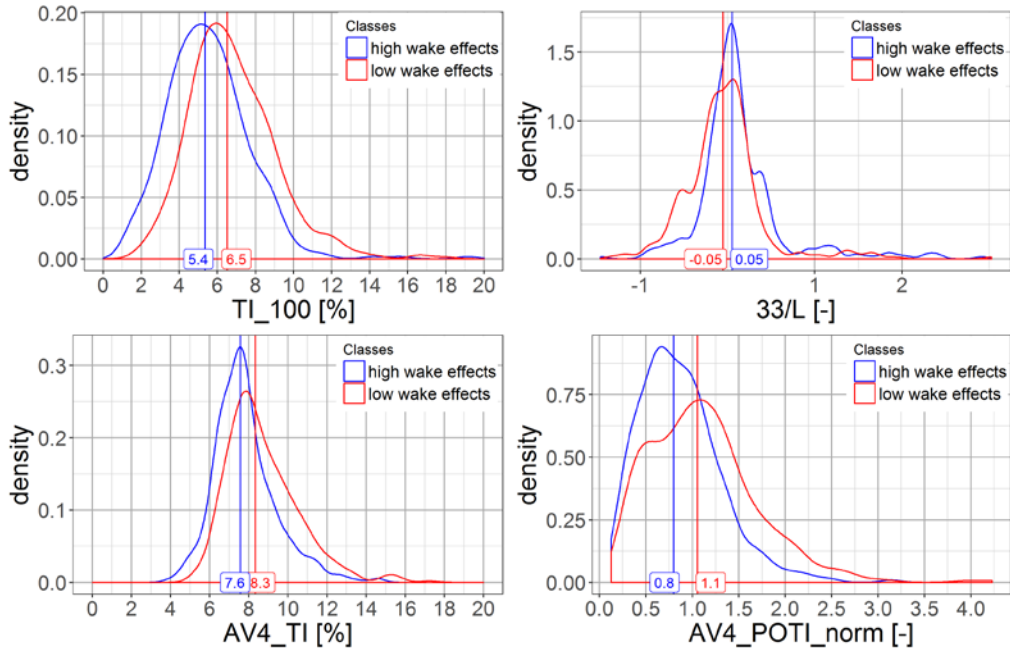 0.20
0.15
0.10
0.05
0.00
density
Classes
high wake effects
low wake effects
5.4
6.5
0 2 4 6 8 10 12 14 16 18 20
TI_100 [%]
1.5
1.0
0.5
0.0
density
Classes
high wake effects
low wake effects
-0.05
0.05
-1 1 2
33/L [-]
0.3
0.2
0.1
0.0
density
Classes
high wake effects
low wake effects
7.6
8.3
0 2 4 6 8 10 12 14 16 18 20
AV4_TI [%]
0.75
0.50
0.25
0.00
density
Classes
high wake effects
low wake effects
0.8
1.1
0.0 0.5 1.0 1.5 2.0 2.5 3.0 3.5 4.0
AV4_POTI_norm [-]